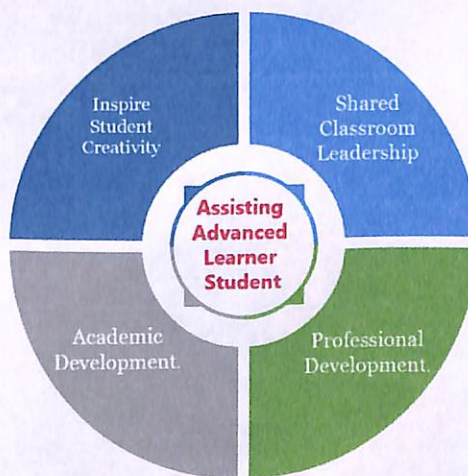 Inspire
Student
Creativity
Shared
Classroom
Leadership
Assisting
Advanced
Learner
Student
Academic
Development.
Professional
Development.